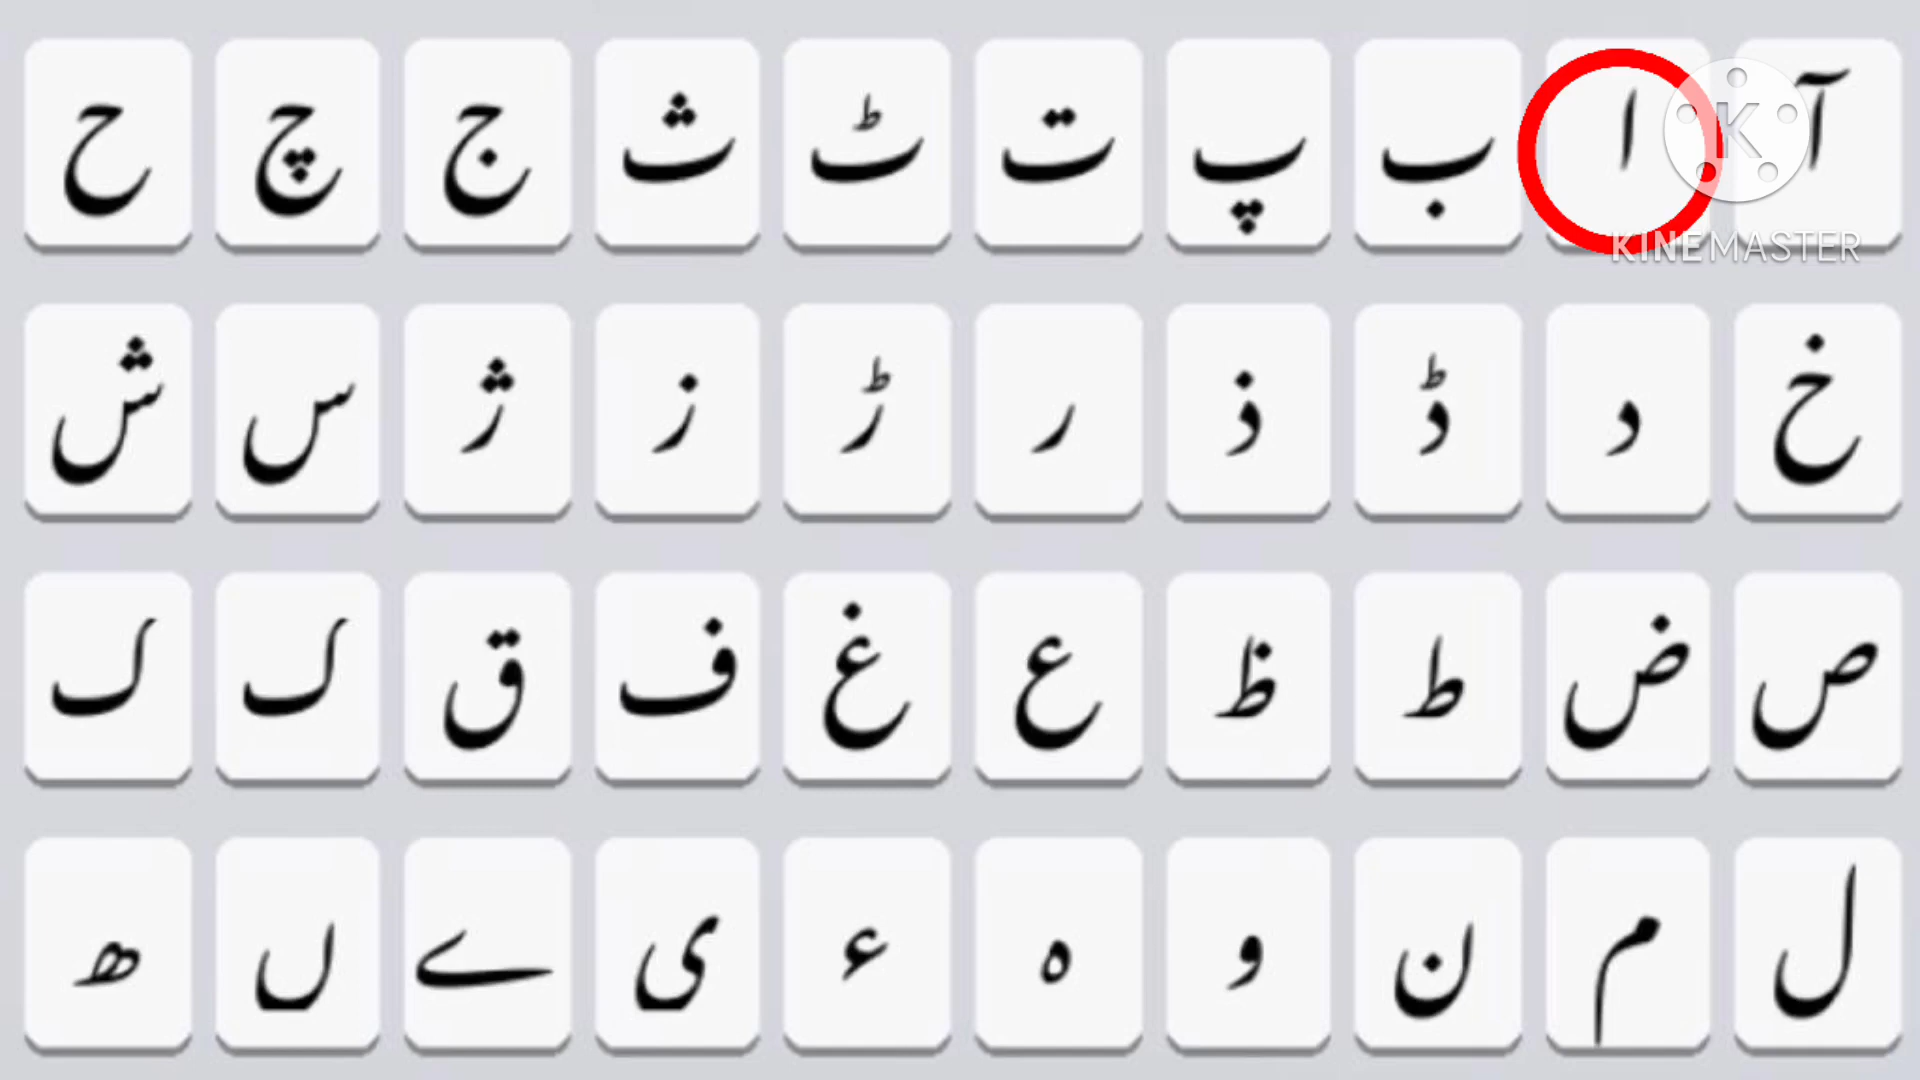 آ ا ب پ ت ٹ ث ج چ ح
K
KINEMASTER
خ د ڈ ذ ر ڑ ز ژ س ش
ص ض ط ظ ع غ ف ق ک ک
ل م ن و ہ ء ی ے ں ھ